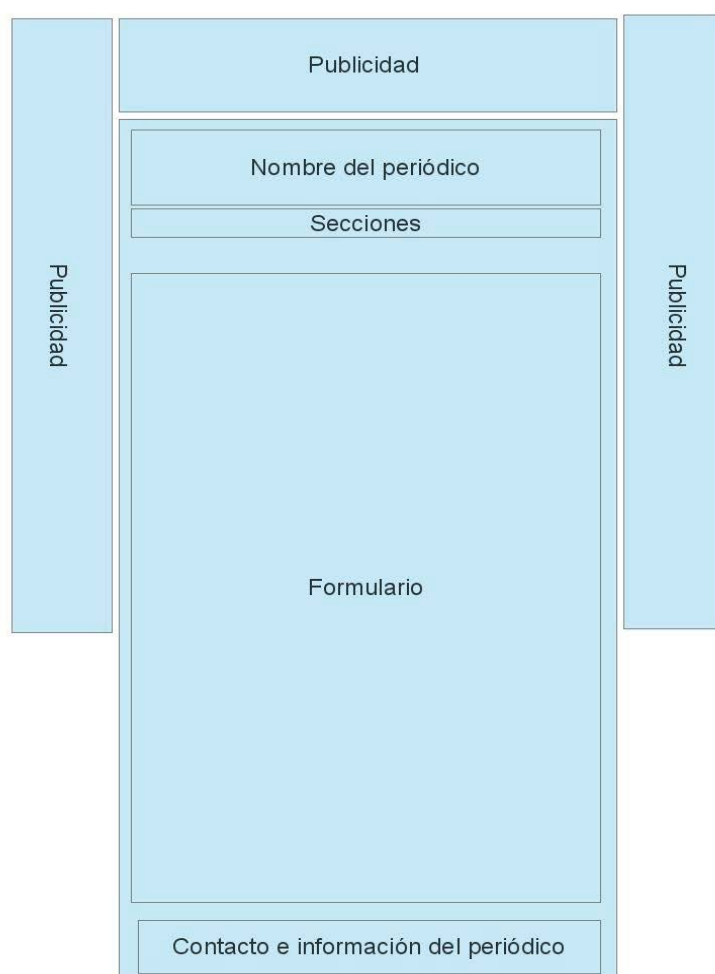 Publicidad
Nombre del periódico
Secciones
Publicidad
Publicidad
Formulario
Contacto e información del periódico